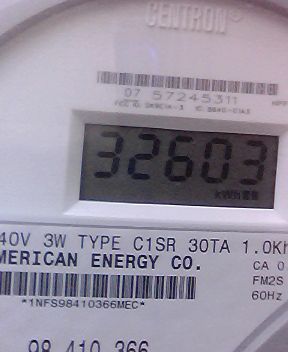 CENTRON®
07 57245311
32603
kWh
40V 3W TYPE C1SR 30TA 1.0Kh
MERICAN ENERGY CO.
CA 0
FM2S
60Hz
*1NFS98410366MEC*
98 410 366